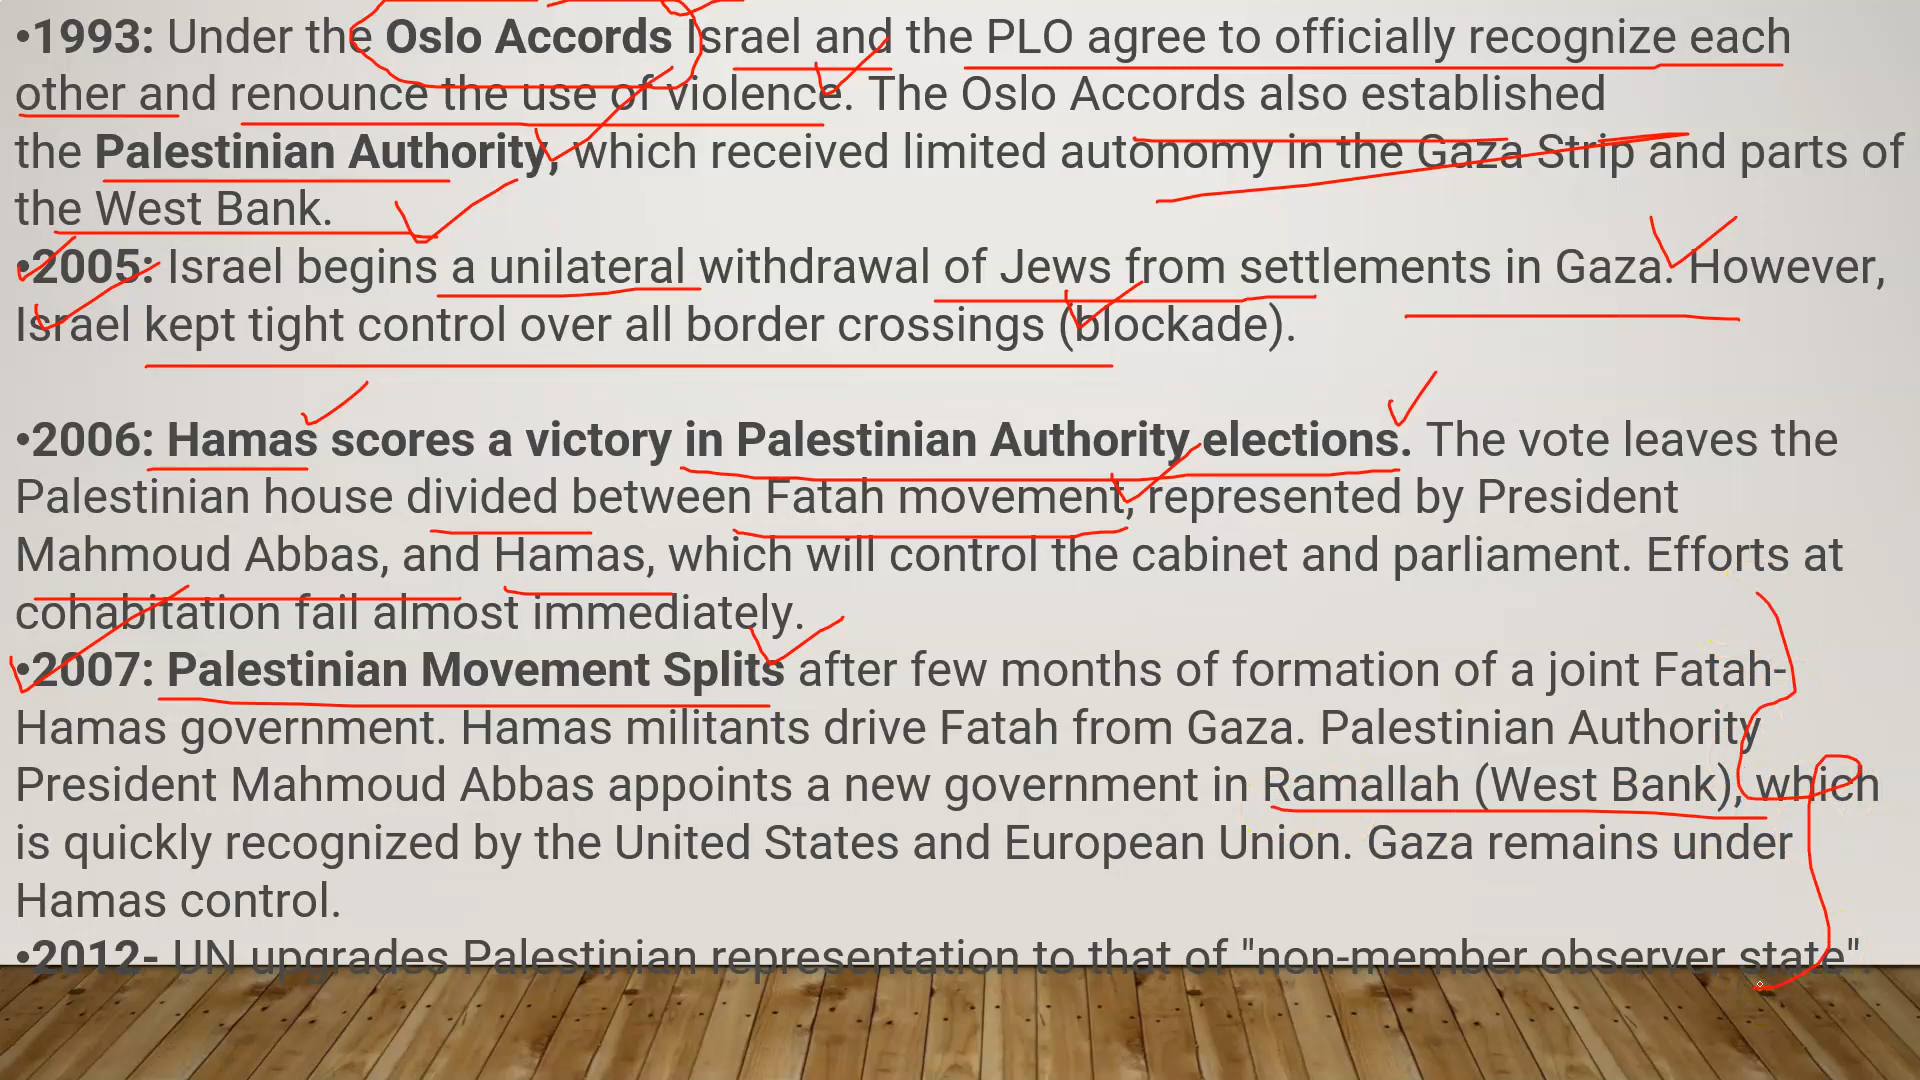 •1993: Under the Oslo Accords Israel and the PLO agree to officially recognize each
other and renounce the use of violence. The Oslo Accords also established
the Palestinian Authority, which received limited autonomy in the Gaza Strip and parts of
the West Bank.
•2005: Israel begins a unilateral withdrawal of Jews from settlements in Gaza. However,
Israel kept tight control over all border crossings (blockade).
•2006: Hamas scores a victory in Palestinian Authority elections. The vote leaves the
Palestinian house divided between Fatah movement, represented by President
Mahmoud Abbas, and Hamas, which will control the cabinet and parliament. Efforts at
cohabitation fail almost immediately.
•2007: Palestinian Movement Splits after few months of formation of a joint Fatah-
Hamas government. Hamas militants drive Fatah from Gaza. Palestinian Authority
President Mahmoud Abbas appoints a new government in Ramallah (West Bank), which
is quickly recognized by the United States and European Union. Gaza remains under
Hamas control.
•2012- UN upgrades Palestinian representation to that of "non-member observer state".